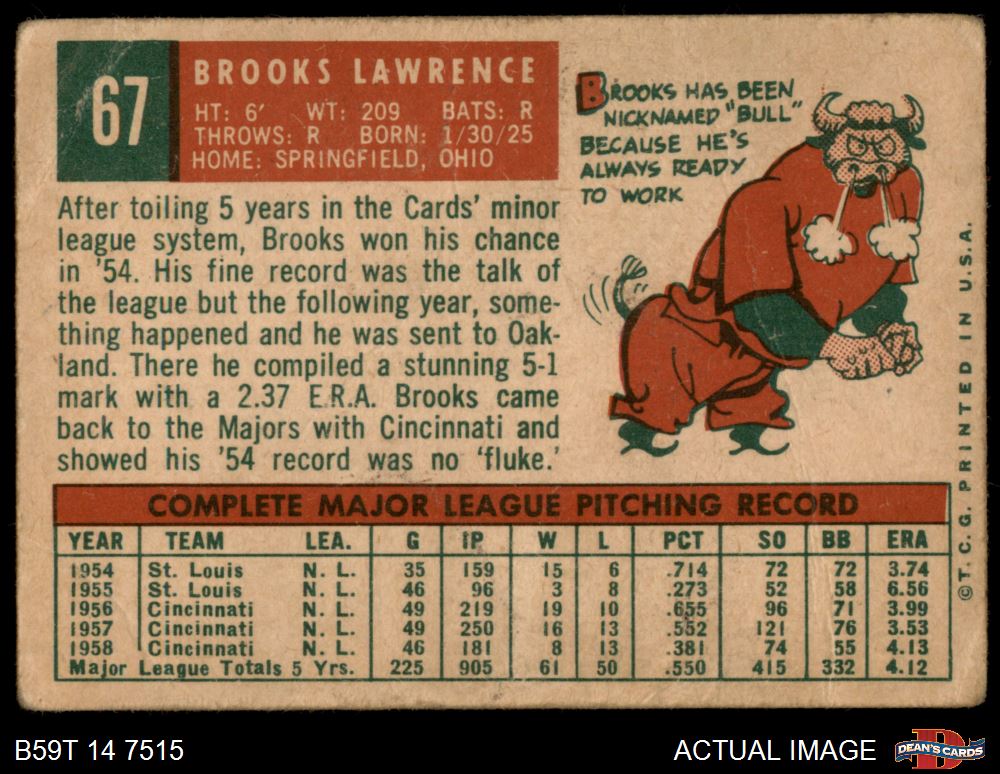 67
BROOKS LAWRENCE
HT: 6' WT: 209 BATS: R
THROWS: R BORN: 1/30/25
HOME: SPRINGFIELD, OHIO
BROOKS HAS BEEN
NICKNAMED "BULL"
BECAUSE HE'S
ALWAYS READY
TO WORK
After toiling 5 years in the Cards' minor
league system, Brooks won his chance
in '54. His fine record was the talk of
the league but the following year, some-
thing happened and he was sent to Oak-
land. There he compiled a stunning 5-1
mark with a 2.37 E.R.A. Brooks came
back to the Majors with Cincinnati and
showed his '54 record was no 'fluke.'
COMPLETE MAJOR LEAGUE PITCHING RECORD
YEAR TEAM LEA. G IP W L PCT SO BB ERA
1954 St. Louis N. L. 35 159 15 6 .714 72 72 3.74
1955 St. Louis N. L. 46 96 3 8 .273 52 58 6.56
1956 Cincinnati N. L. 49 219 19 10 .655 96 71 3.99
1957 Cincinnati N. L. 49 250 16 13 .552 121 76 3.53
1958 Cincinnati N. L. 46 181 8 13 .381 74 55 4.13
Major League Totals 5 Yrs. 225 905 61 50 .550 415 332 4.12
©T. C. G. PRINTED IN U.S.A.
B59T 14 7515
ACTUAL IMAGE
DEAN'S CARDS